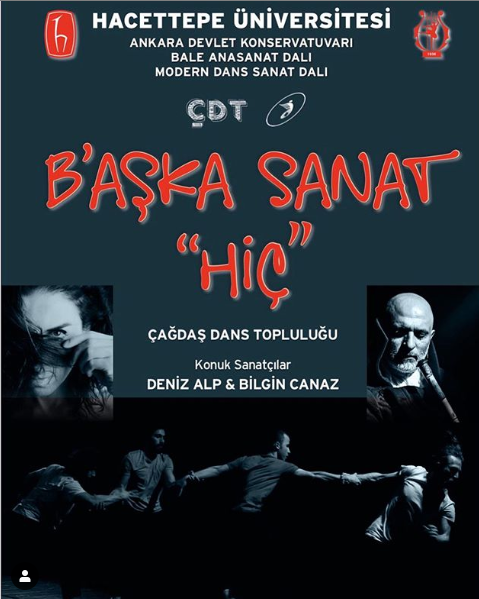 HACETTEPE ÜNİVERSİTESİ
ANKARA DEVLET KONSERVATUVARI
BALE ANASANAT DALI
MODERN DANS SANAT DALI
ÇDT
B'AŞKA SANAT
“HİÇ”
ÇAĞDAŞ DANS TOPLULUĞU
Konuk Sanatçılar
DENİZ ALP & BİLGİN CANAZ